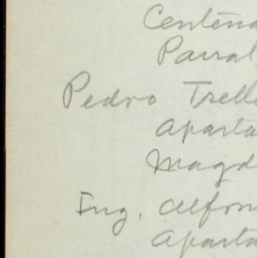 Centena
Parral
Pedro Trell
aparta
Magd
Ing. Alfon
aparta